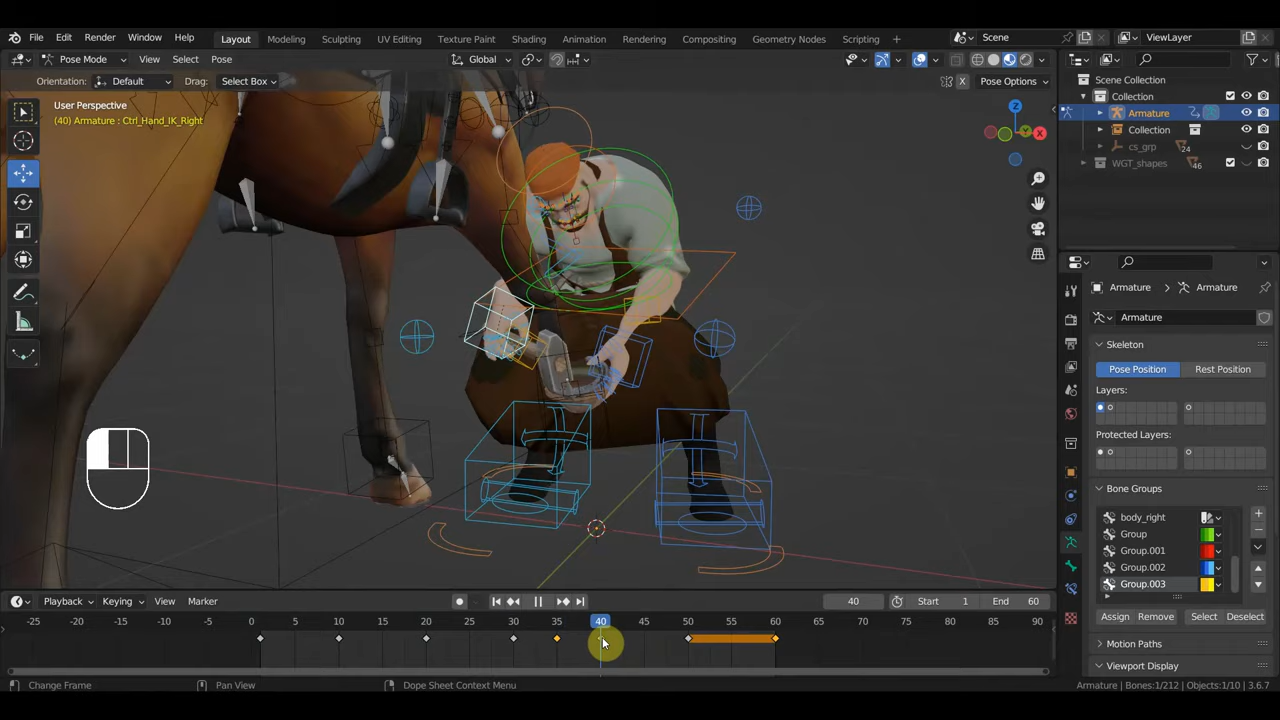 File Edit Render Window Help Layout Modeling Sculpting UV Editing Texture Paint Shading Animation Rendering Compositing Geometry Nodes Scripting + Scene ViewLayer
Pose Mode View Select Pose Global
Orientation: Default Drag: Select Box X Pose Options
User Perspective
(40) Armature : Ctrl_Hand_IK_Right
Z
Y
X
Scene Collection
Collection
Armature
Collection
cs_grp 24
WGT_shapes 46
Armature > Armature
Armature
Skeleton
Pose Position Rest Position
Layers:
Protected Layers:
Bone Groups
body_right
Group
Group.001
Group.002
Group.003
Assign Remove Select Deselect
Motion Paths
Viewport Display
Playback Keying View Marker 40 Start 1 End 60
-25 -20 -15 -10 -5 0 5 10 15 20 25 30 35 40 45 50 55 60 65 70 75 80 85 90
Change Frame Pan View Dope Sheet Context Menu Armature | Bones:1/212 | Objects:1/10 | 3.6.7